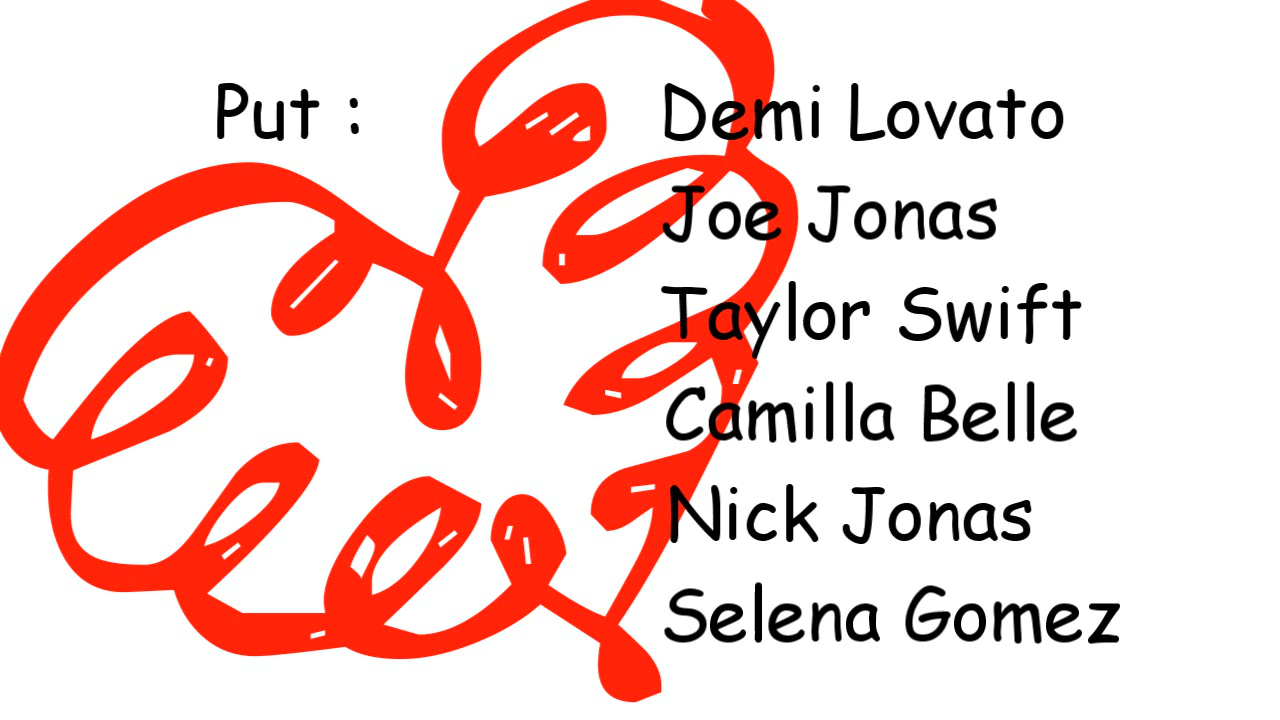 Put :
Demi Lovato
Joe Jonas
Taylor Swift
Camilla Belle
Nick Jonas
Selena Gomez